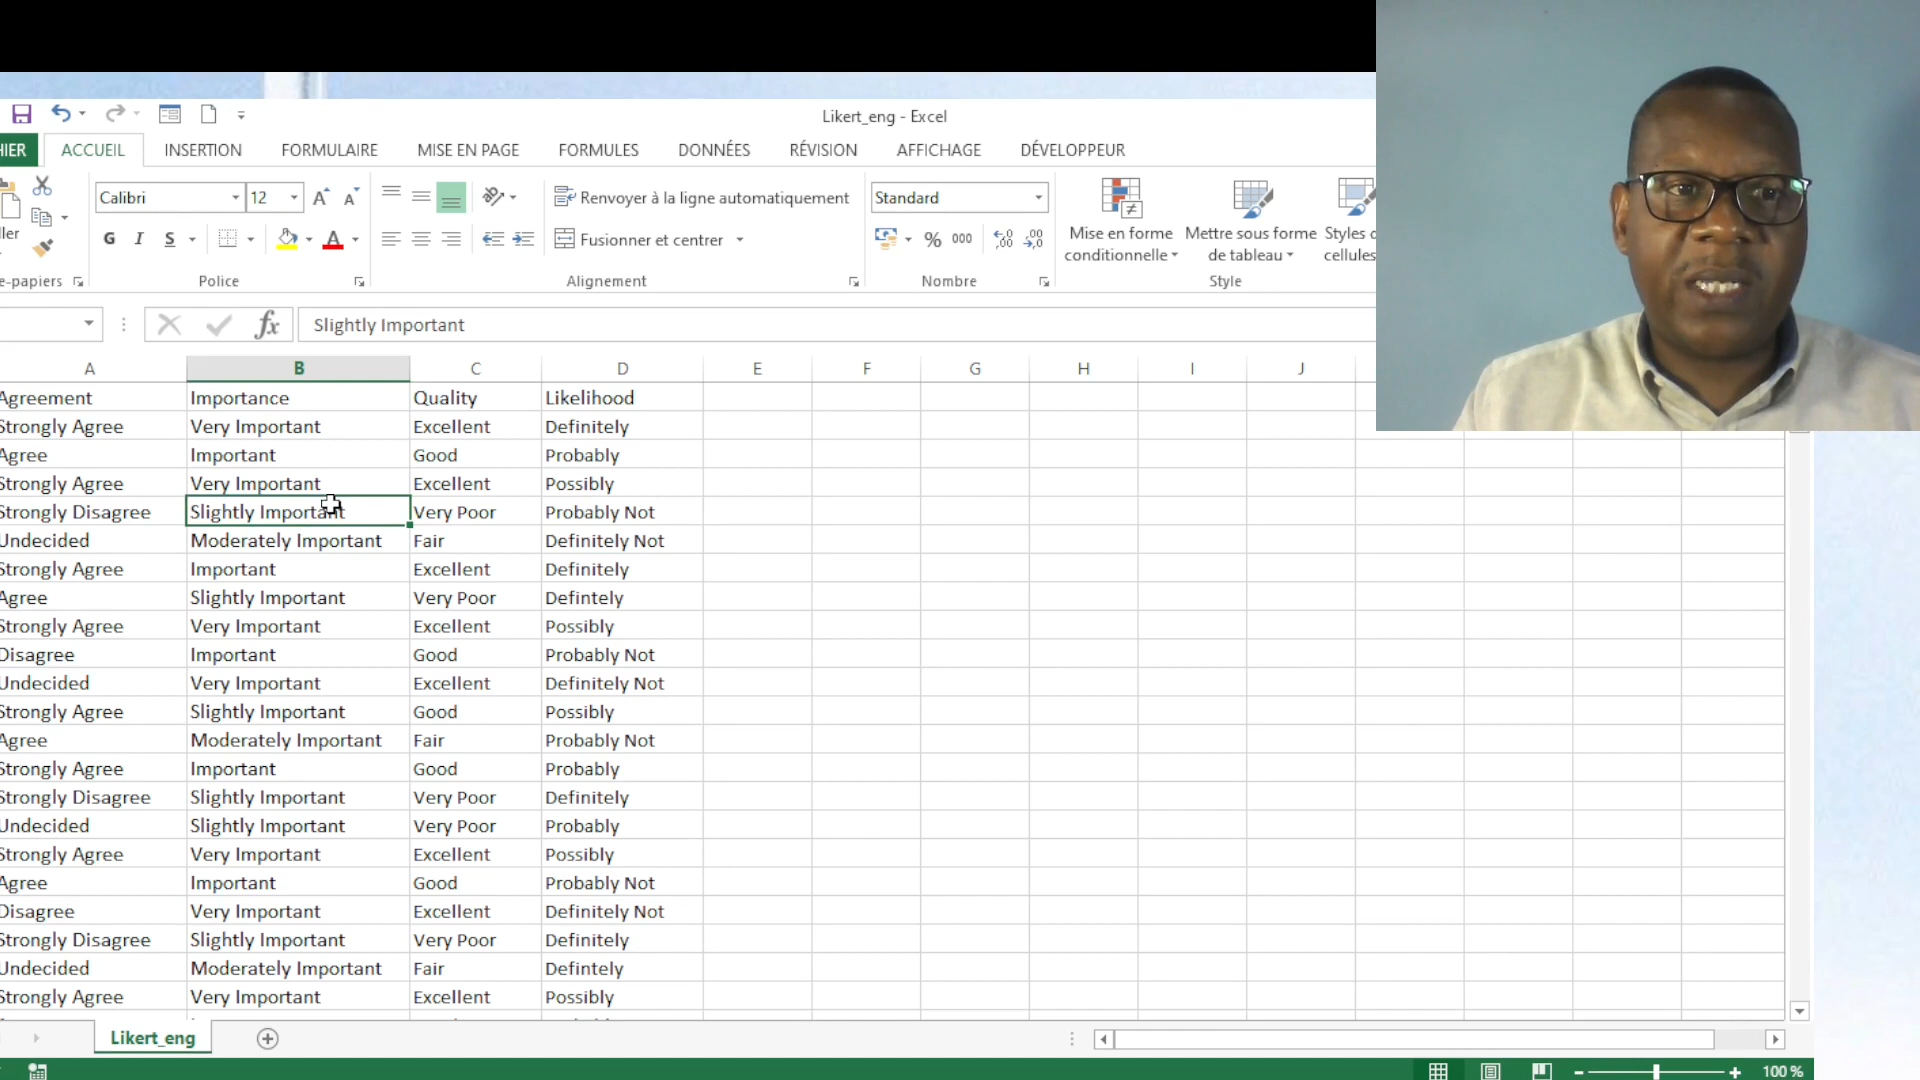 Likert_eng - Excel
HIER ACCUEIL INSERTION FORMULAIRE MISE EN PAGE FORMULES DONNÉES RÉVISION AFFICHAGE DÉVELOPPEUR
Calibri 12 Renvoyer à la ligne automatiquement Standard
ller G I S Fusionner et centrer % 000 Mise en forme conditionnelle Mettre sous forme de tableau Styles c cellules
e-papiers Police Alignement Nombre Style
fx Slightly Important
A B C D E F G H I J
Agreement Importance Quality Likelihood
Strongly Agree Very Important Excellent Definitely
Agree Important Good Probably
Strongly Agree Very Important Excellent Possibly
Strongly Disagree Slightly Important Very Poor Probably Not
Undecided Moderately Important Fair Definitely Not
Strongly Agree Important Excellent Definitely
Agree Slightly Important Very Poor Defintely
Strongly Agree Very Important Excellent Possibly
Disagree Important Good Probably Not
Undecided Very Important Excellent Definitely Not
Strongly Agree Slightly Important Good Possibly
Agree Moderately Important Fair Probably Not
Strongly Agree Important Good Probably
Strongly Disagree Slightly Important Very Poor Definitely
Undecided Slightly Important Very Poor Probably
Strongly Agree Very Important Excellent Possibly
Agree Important Good Probably Not
Disagree Very Important Excellent Definitely Not
Strongly Disagree Slightly Important Very Poor Definitely
Undecided Moderately Important Fair Defintely
Strongly Agree Very Important Excellent Possibly
Likert_eng
100 %